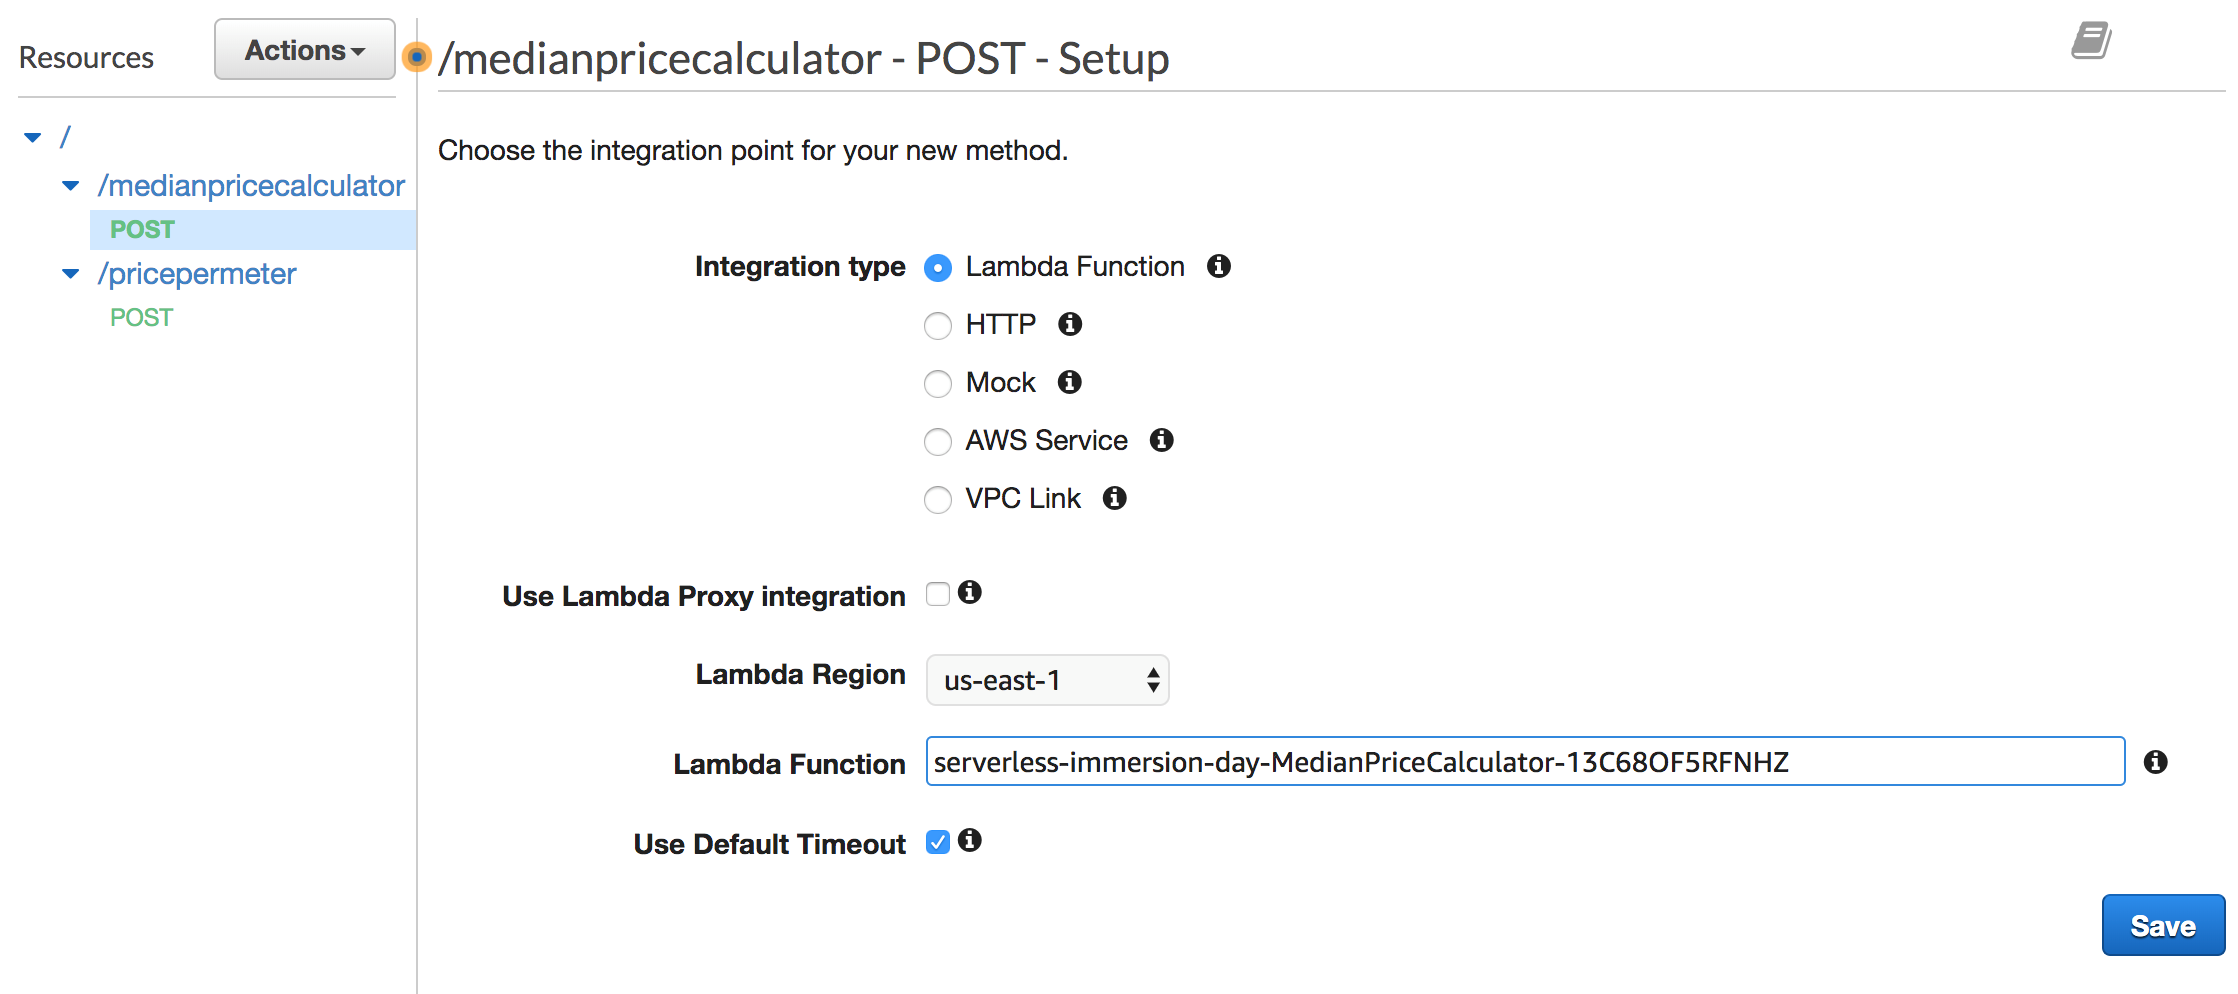 Resources
Actions
/medianpricecalculator - POST - Setup
/
/medianpricecalculator
POST
/pricepermeter
POST
Choose the integration point for your new method.
Integration type
Lambda Function
HTTP
Mock
AWS Service
VPC Link
Use Lambda Proxy integration
Lambda Region
us-east-1
Lambda Function
serverless-immersion-day-MedianPriceCalculator-13C68OF5RFNHZ
Use Default Timeout
Save